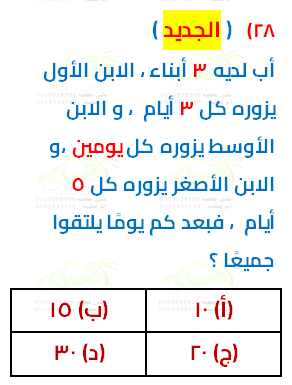 ٢٨) ( الجديد )
أب لديه ٣ أبناء ، الابن الأول
يزوره كل ٣ أيام ، و الابن
الأوسط يزوره كل يومين ،و
الابن الأصغر يزوره كل ٥
أيام ، فبعد كم يومًا يلتقوا
جميعًا ؟
(أ) ١٠ (ب) ١٥
(ج) ٢٠ (د) ٣٠